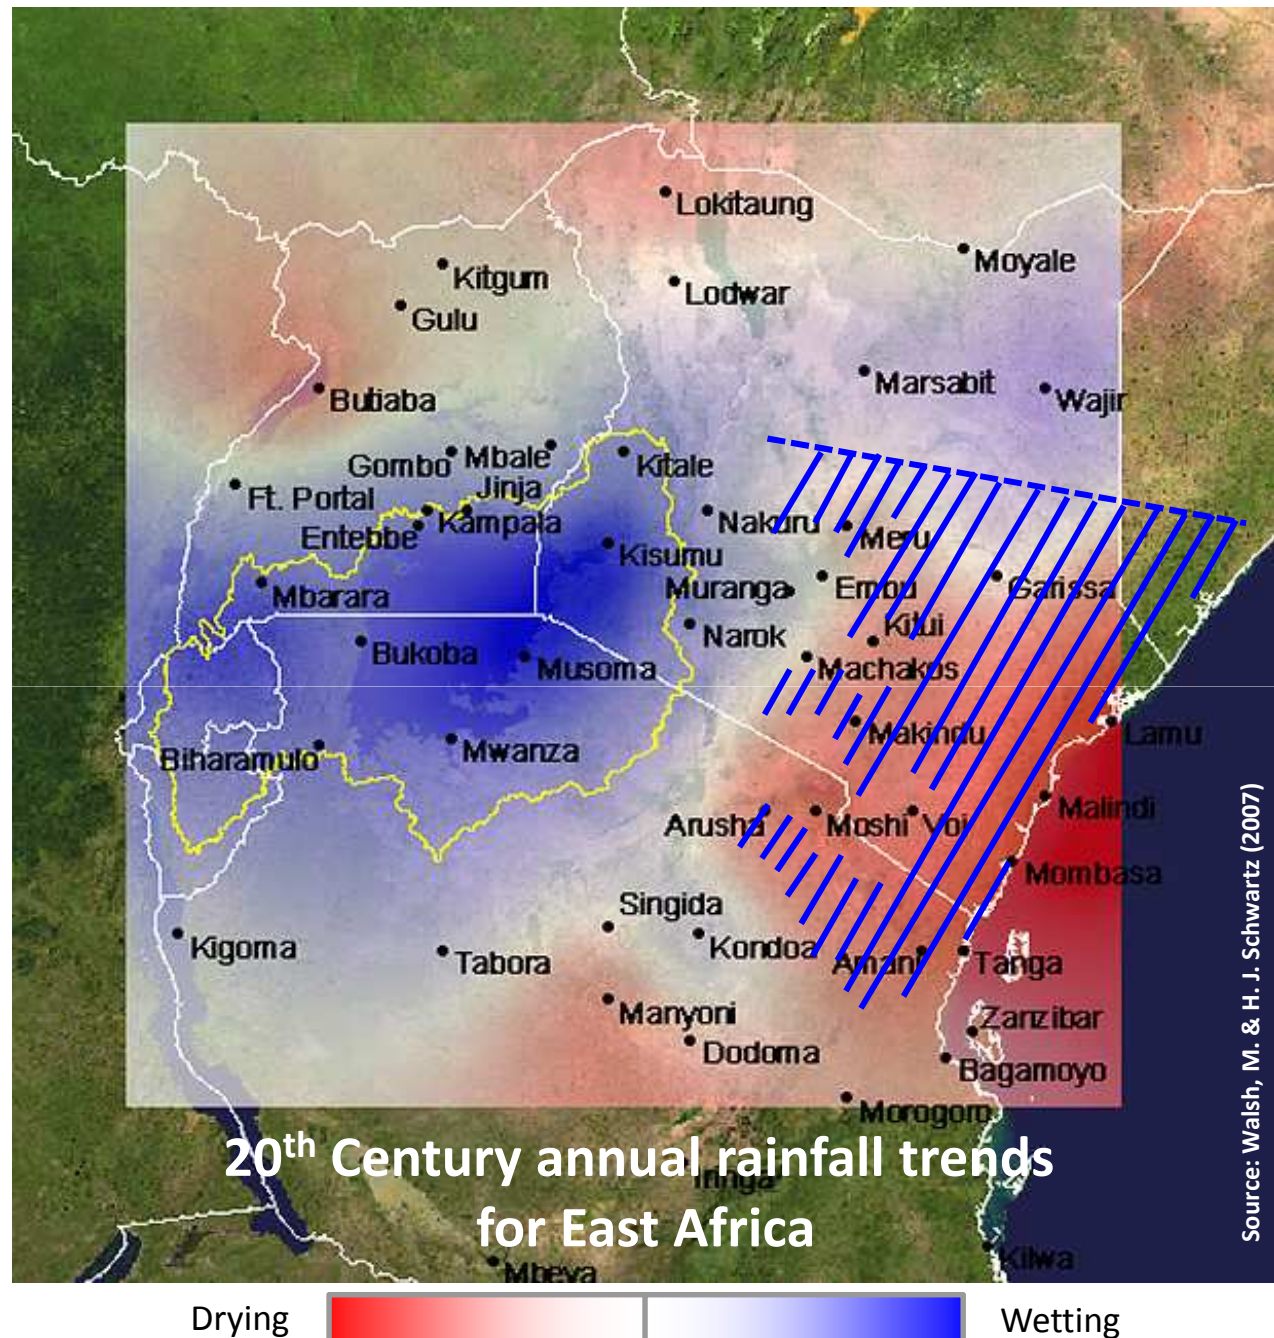 Lokitaung
Moyale
Kitgum
Lodwar
Gulu
Marsabit
Wajir
Butiaba
Gombo
Mbale
Kitale
Jinja
Ft. Portal
Kampala
Nakuru
Meru
Entebbe
Kisumu
Mbarara
Muranga
Embu
Garissa
Kitui
Narok
Bukoba
Musoma
Machakos
Makindu
Lamu
Biharamulo
Mwanza
Malindi
Arusha
Moshi
Voi
Mombasa
Singida
Kigoma
Tabora
Kondoa
Amani
Tanga
Manyoni
Zanzibar
Dodoma
Bagamoyo
Morogoro
20th Century annual rainfall trends
Iringa
for East Africa
Kilwa
Mbeya
Source: Walsh, M. & H. J. Schwartz (2007)
Drying
Wetting